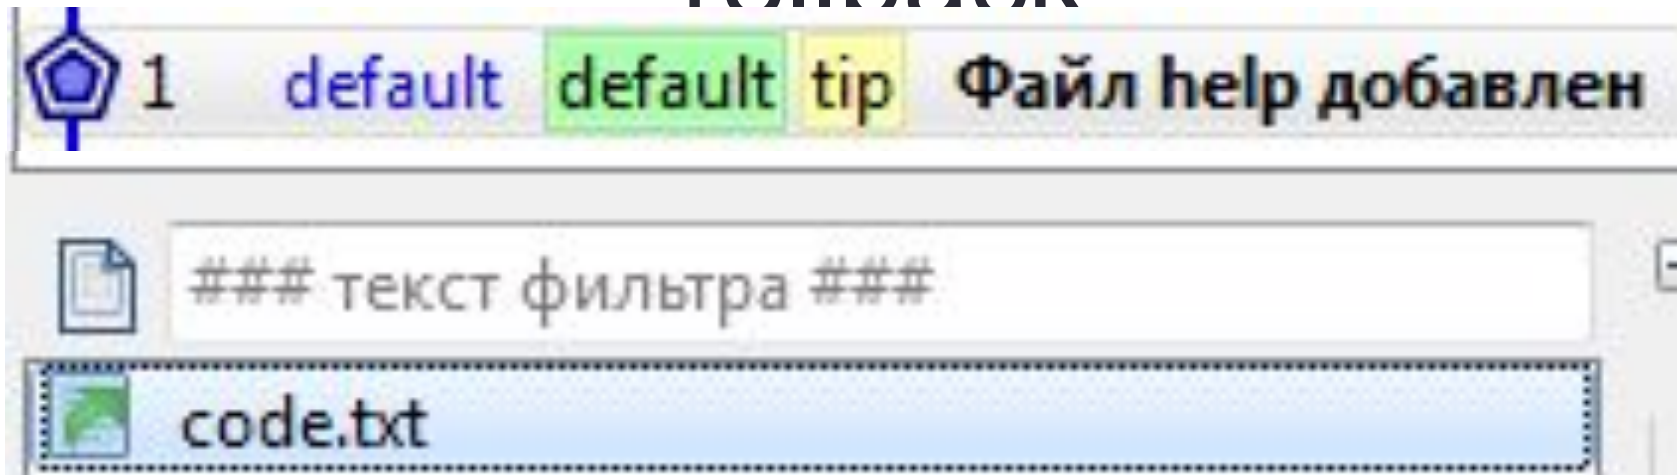 1 default default tip Файл help добавлен
### текст фильтра ###
code.txt